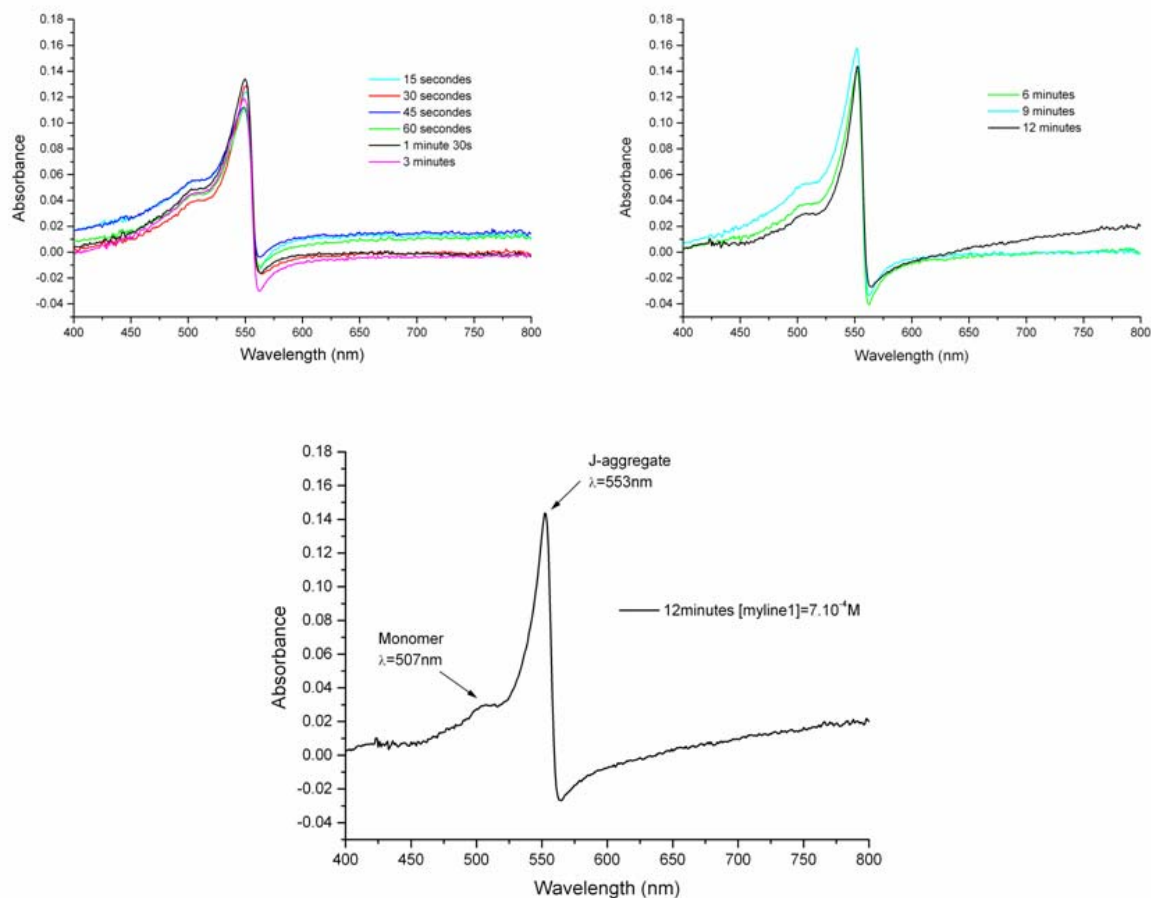 0.18
0.16
0.14
0.12
0.10
0.08
0.06
0.04
0.02
0.00
-0.02
-0.04
Absorbance
15 secondes
30 secondes
45 secondes
60 secondes
1 minute 30s
3 minutes
400 450 500 550 600 650 700 750 800
Wavelength (nm)
0.18
0.16
0.14
0.12
0.10
0.08
0.06
0.04
0.02
0.00
-0.02
-0.04
Absorbance
6 minutes
9 minutes
12 minutes
400 450 500 550 600 650 700 750 800
Wavelength (nm)
0.18
0.16
0.14
0.12
0.10
0.08
0.06
0.04
0.02
0.00
-0.02
-0.04
Absorbance
J-aggregate
λ=553nm
12minutes [myline1]=7.10⁻⁴M
Monomer
λ=507nm
400 450 500 550 600 650 700 750 800
Wavelength (nm)